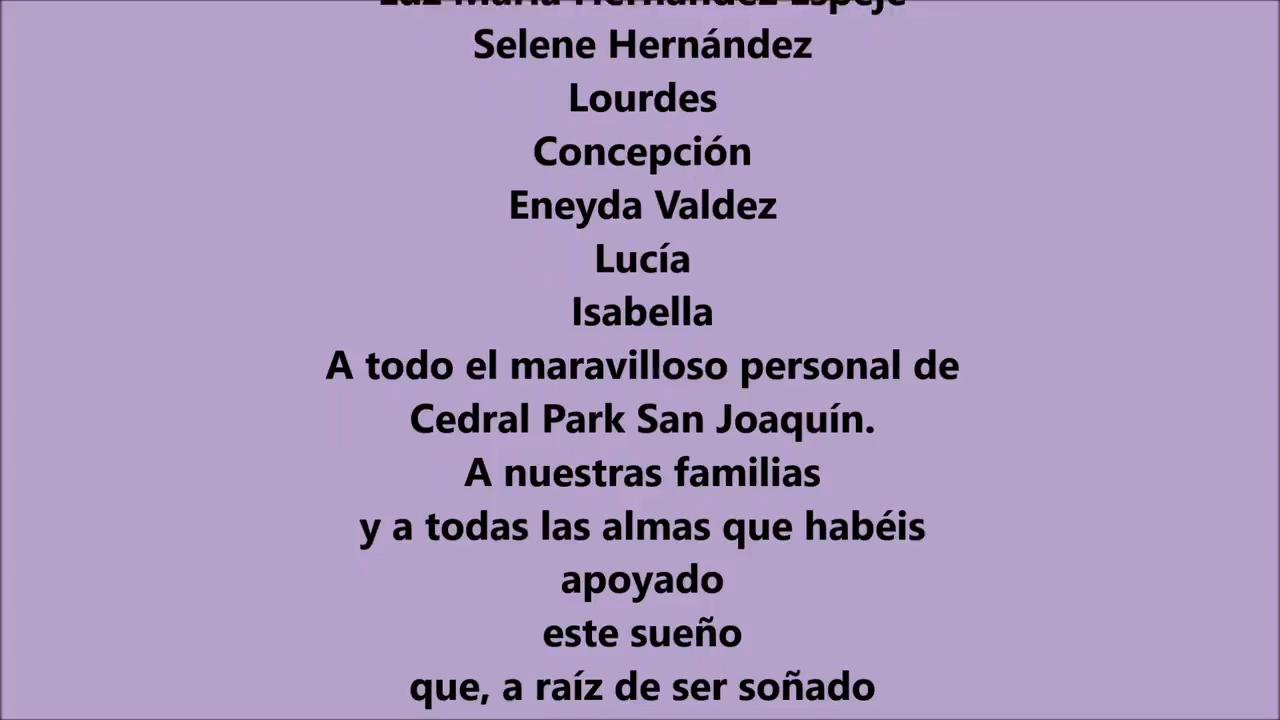 Luz María Hernández
Selene Hernández
Lourdes
Concepción
Eneyda Valdez
Lucía
Isabella
A todo el maravilloso personal de
Cedral Park San Joaquín.
A nuestras familias
y a todas las almas que habéis
apoyado
este sueño
que, a raíz de ser soñado